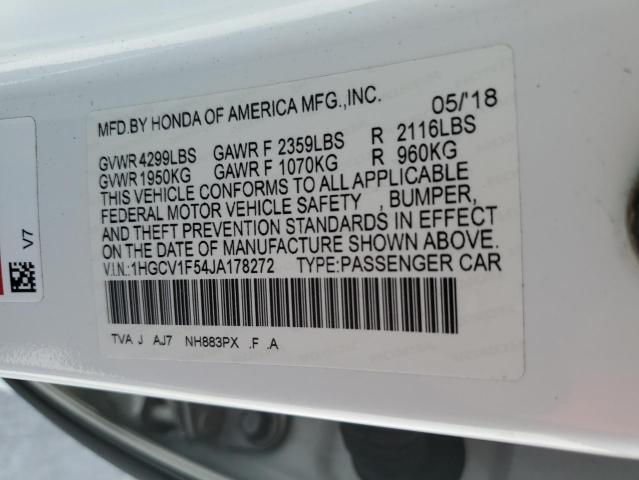 MFD.BY HONDA OF AMERICA MFG.,INC. 05/'18
GVWR 4299LBS GAWR F 2359LBS R 2116LBS
GVWR 1950KG GAWR F 1070KG R 960KG
THIS VEHICLE CONFORMS TO ALL APPLICABLE
FEDERAL MOTOR VEHICLE SAFETY , BUMPER,
AND THEFT PREVENTION STANDARDS IN EFFECT
ON THE DATE OF MANUFACTURE SHOWN ABOVE.
V.I.N.:1HGCV1F54JA178272 TYPE:PASSENGER CAR
TVA J AJ7 NH883PX .F .A
V7